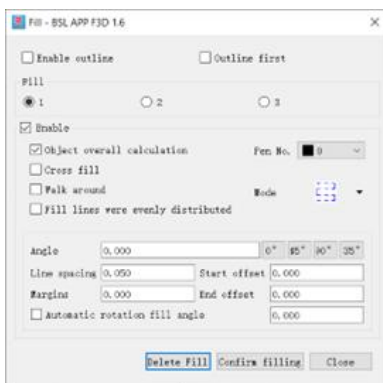 Fill - BSL APP F3D 1.6
Enable outline Outline first
Fill
1 2 3
Enable
Object overall calculation Pen No. 0
Cross fill
Walk around Mode
Fill lines were evenly distributed
Angle 0.000 0° 45° 90° 35°
Line spacing 0.050 Start offset 0.000
Margins 0.000 End offset 0.000
Automatic rotation fill angle 0.000
Delete Fill Confirm filling Close